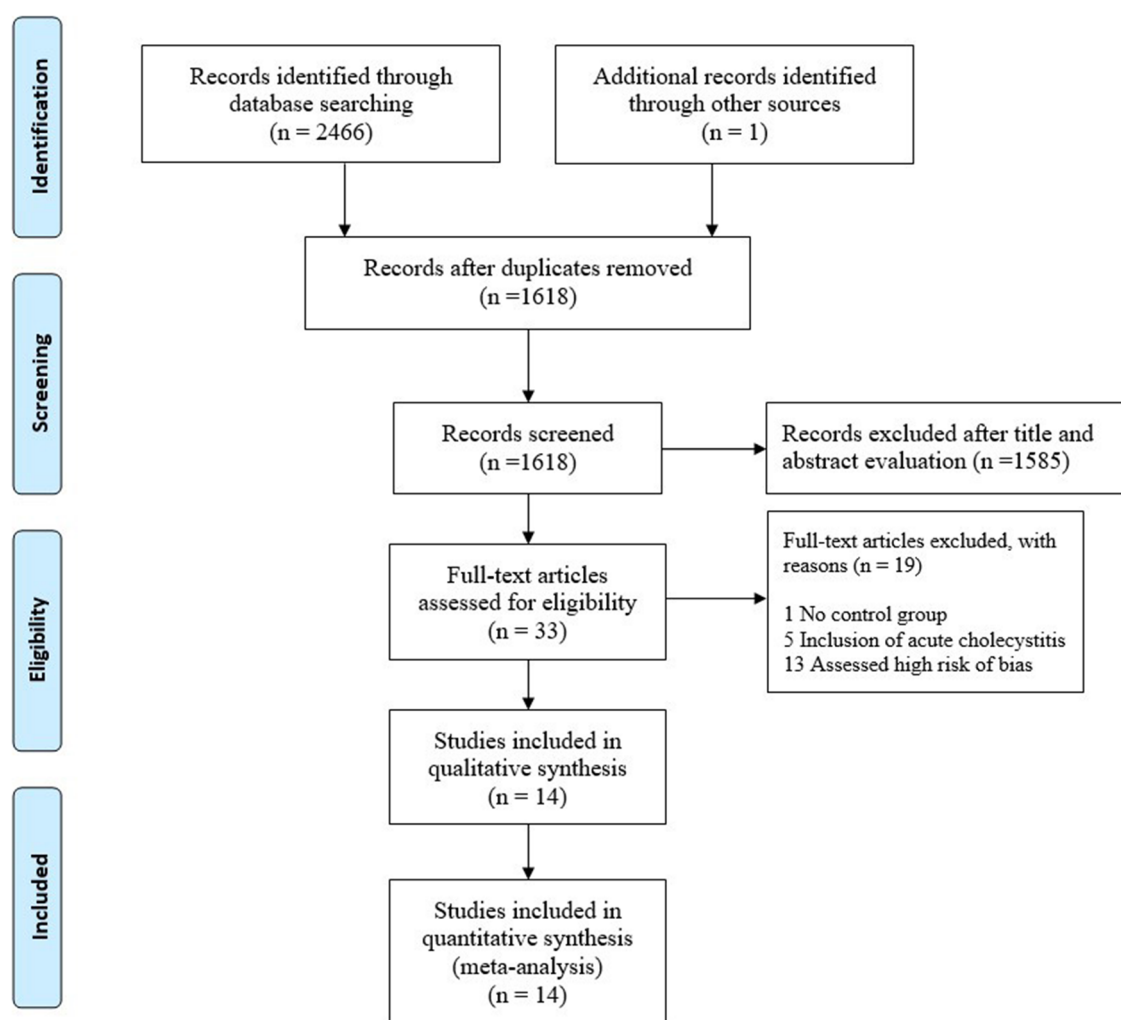 Identification
Records identified through
database searching
(n = 2466)
Additional records identified
through other sources
(n = 1)
Records after duplicates removed
(n =1618)
Screening
Records screened
(n =1618)
Records excluded after title and
abstract evaluation (n =1585)
Eligibility
Full-text articles
assessed for eligibility
(n = 33)
Full-text articles excluded, with
reasons (n = 19)
1 No control group
5 Inclusion of acute cholecystitis
13 Assessed high risk of bias
Studies included in
qualitative synthesis
(n = 14)
Included
Studies included in
quantitative synthesis
(meta-analysis)
(n = 14)